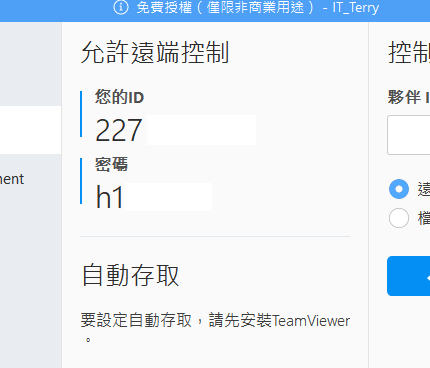 免費授權（僅限非商業用途） - IT_Terry
允許遠端控制
您的ID
227
密碼
h1
自動存取
要設定自動存取，請先安裝TeamViewer
。
ment
控制
夥伴 I
遠
檔